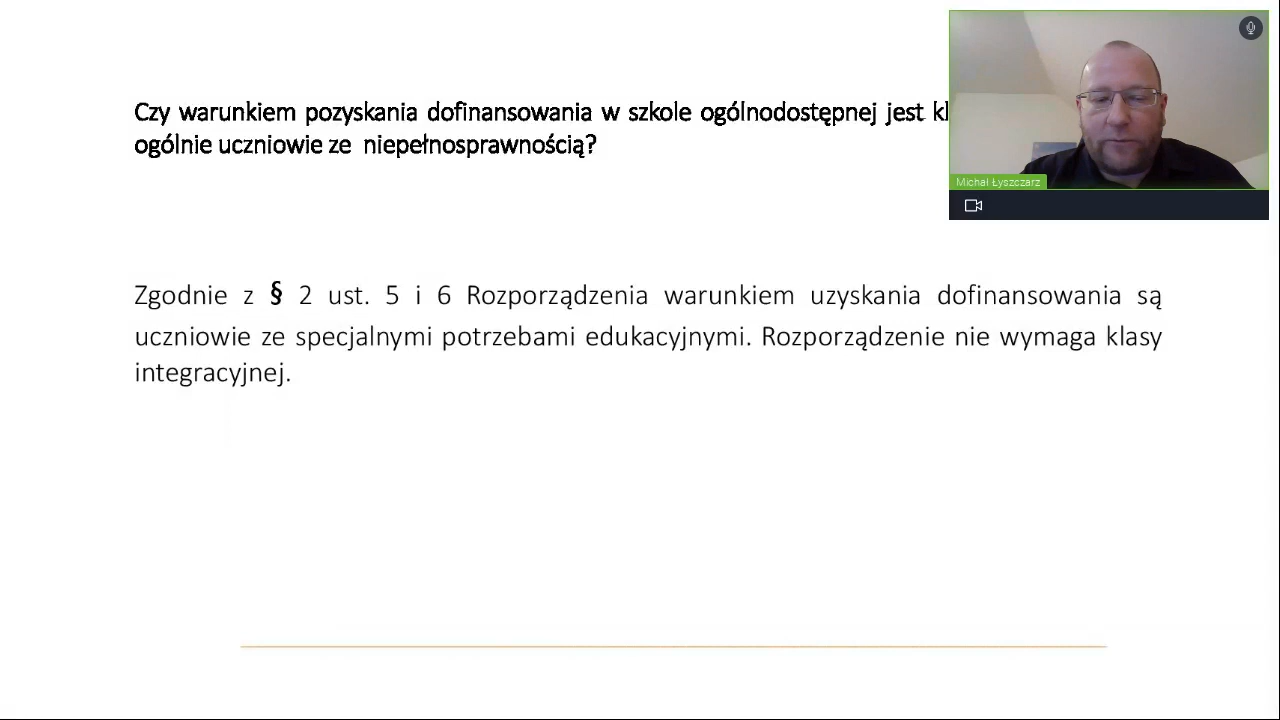 Czy warunkiem pozyskania dofinansowania w szkole ogólnodostępnej jest
ogólnie uczniowie ze niepełnosprawnością?
Michał Łyszczarz
Zgodnie z § 2 ust. 5 i 6 Rozporządzenia warunkiem uzyskania dofinansowania są
uczniowie ze specjalnymi potrzebami edukacyjnymi. Rozporządzenie nie wymaga klasy
integracyjnej.